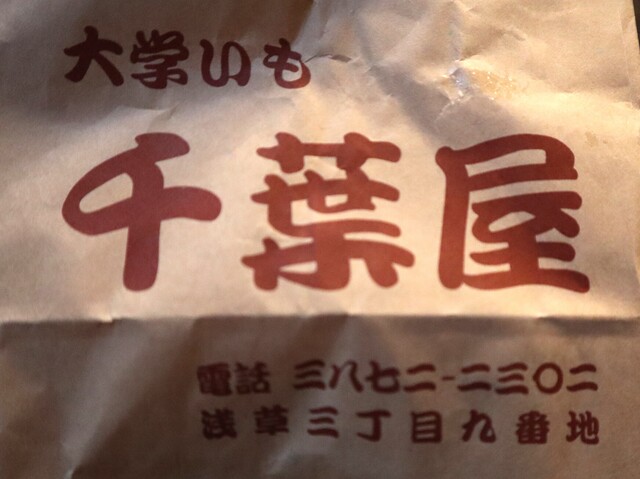 大学いも
千葉屋
電話 三八七二-二三〇二
浅草三丁目九番地